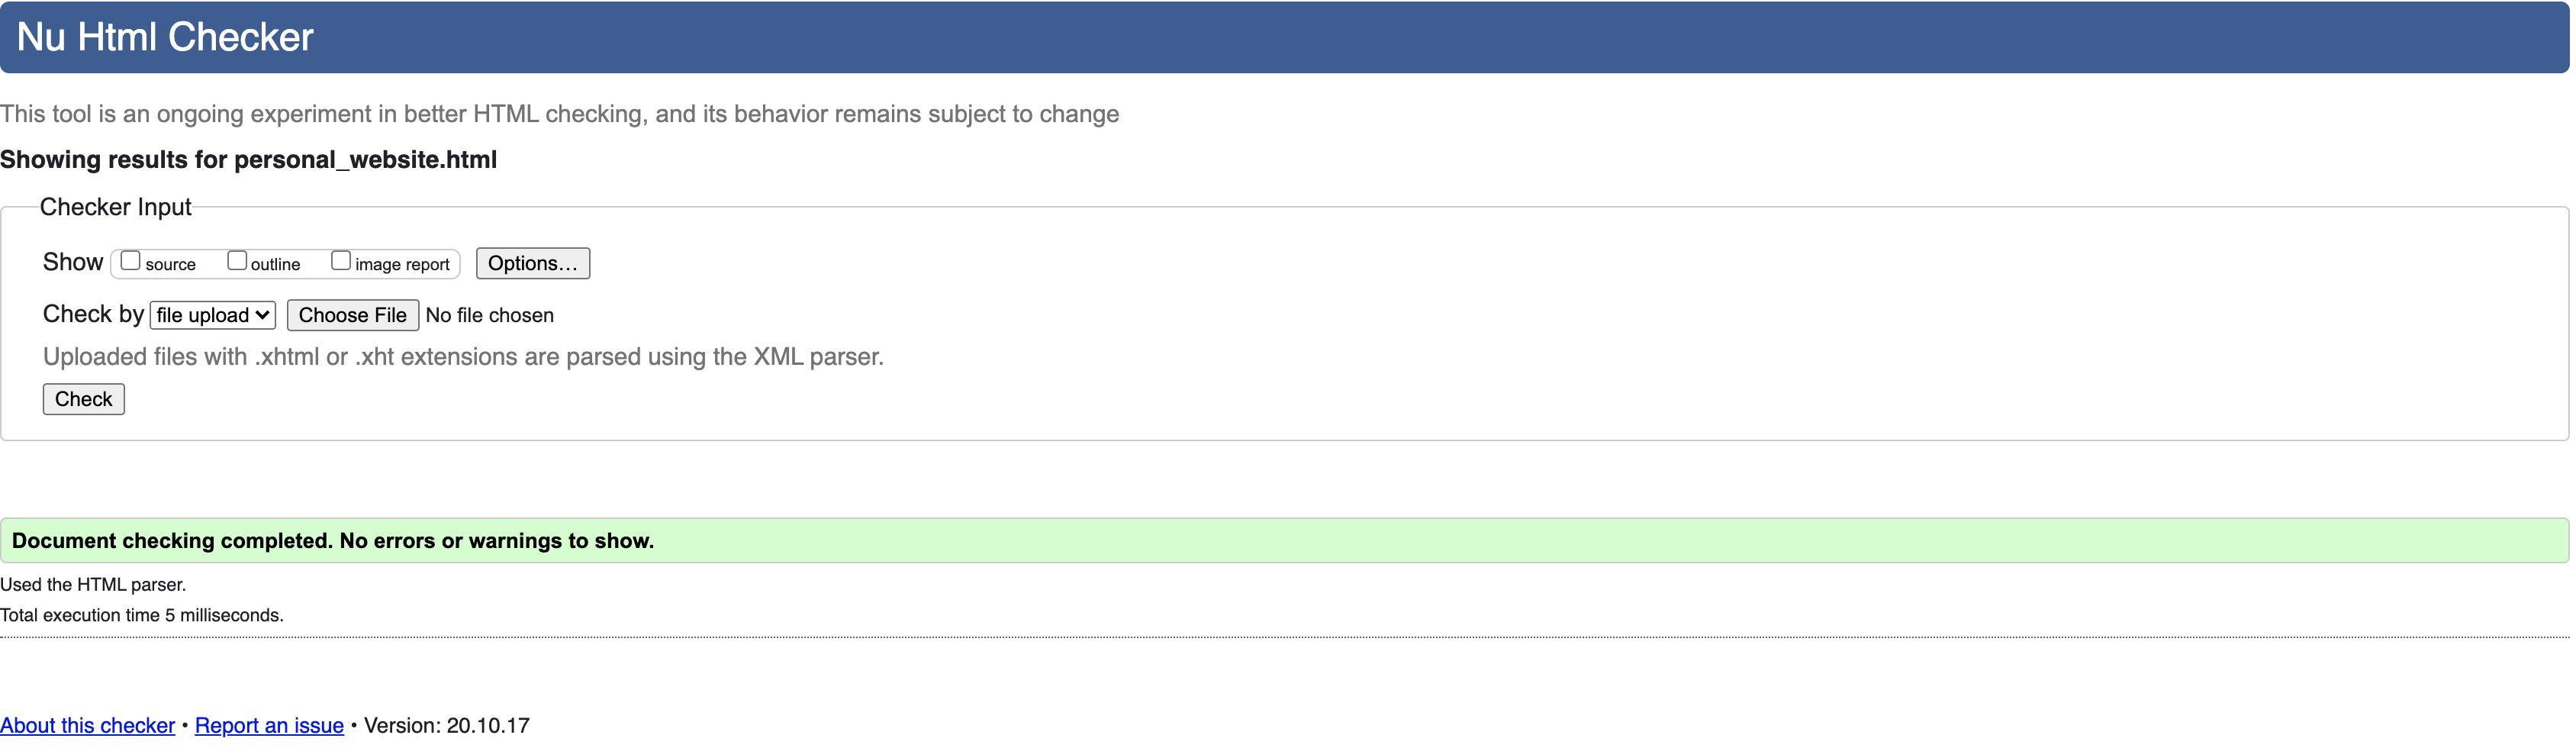 Nu Html Checker
This tool is an ongoing experiment in better HTML checking, and its behavior remains subject to change
Showing results for personal_website.html
Checker Input
Show source outline image report Options…
Check by file upload Choose File No file chosen
Uploaded files with .xhtml or .xht extensions are parsed using the XML parser.
Check
Document checking completed. No errors or warnings to show.
Used the HTML parser.
Total execution time 5 milliseconds.
About this checker • Report an issue • Version: 20.10.17